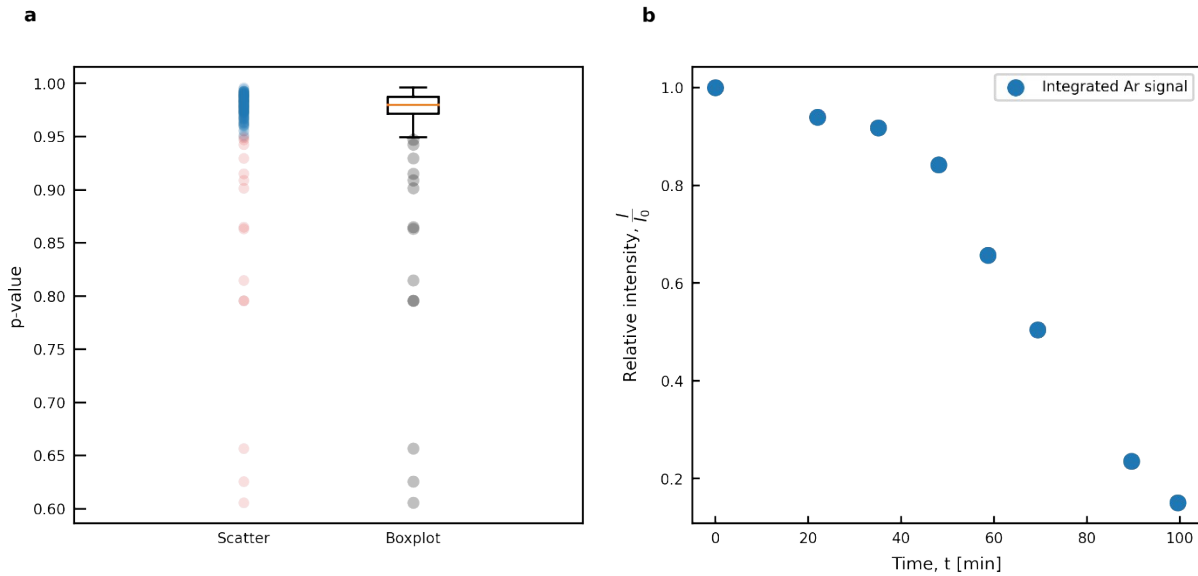 a
1.00
0.95
0.90
0.85
0.80
0.75
0.70
0.65
0.60
p-value
Scatter
Boxplot
b
1.0
0.8
0.6
0.4
0.2
Relative intensity, I/I₀
Integrated Ar signal
0
20
40
60
80
100
Time, t [min]